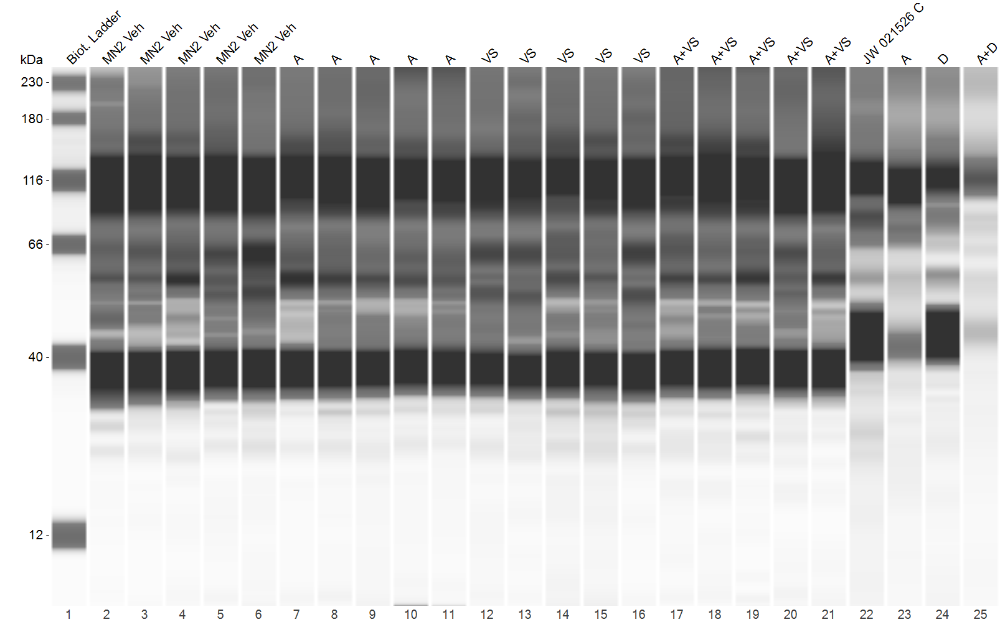 kDa
Biot. Ladder
MN2 Veh
MN2 Veh
MN2 Veh
MN2 Veh
MN2 Veh
A
A
A
A
A
VS
VS
VS
VS
VS
A+VS
A+VS
A+VS
A+VS
A+VS
JW 021526 C
A
D
A+D
230 -
180 -
116 -
66 -
40 -
12 -
1 2 3 4 5 6 7 8 9 10 11 12 13 14 15 16 17 18 19 20 21 22 23 24 25